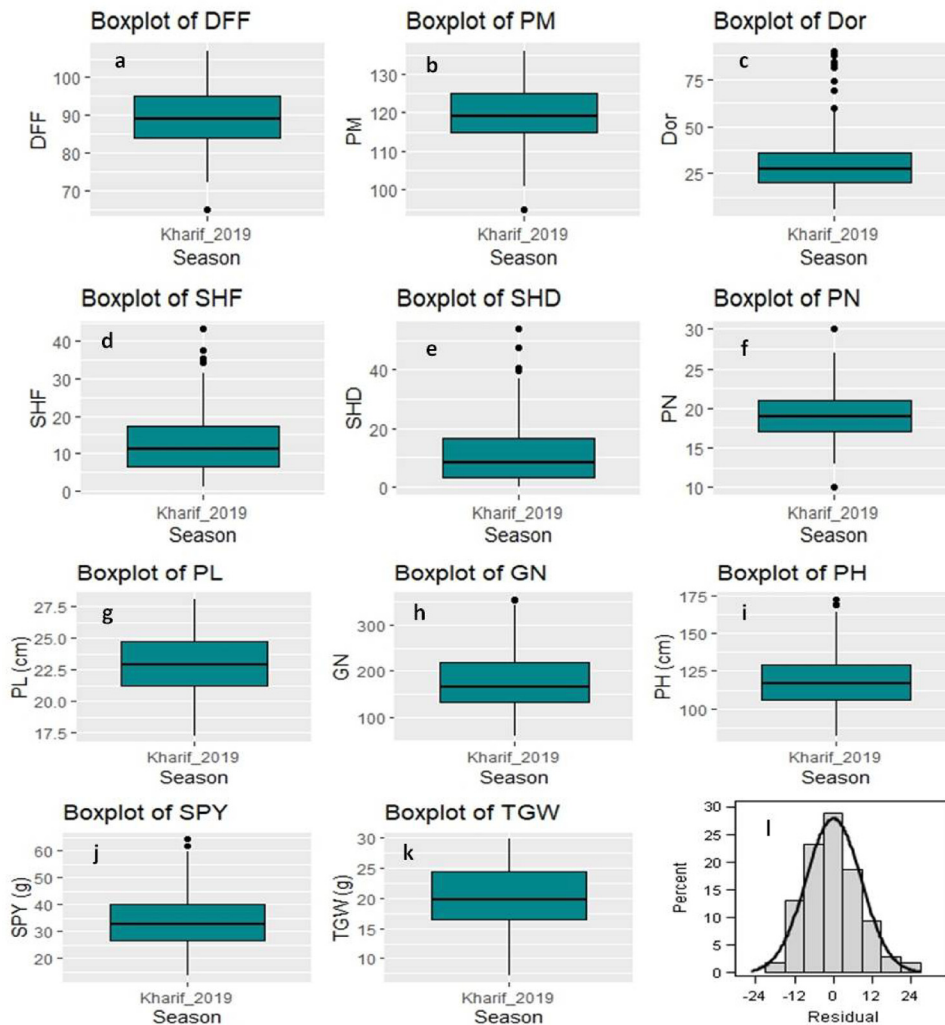 Boxplot of DFF
a
100
90
80
70
DFF
Kharif_2019
Season
Boxplot of PM
b
130
120
110
100
PM
Kharif_2019
Season
Boxplot of Dor
c
75
50
25
Dor
Kharif_2019
Season
Boxplot of SHF
d
40
30
20
10
0
SHF
Kharif_2019
Season
Boxplot of SHD
e
40
20
0
SHD
Kharif_2019
Season
Boxplot of PN
f
30
25
20
15
10
PN
Kharif_2019
Season
Boxplot of PL
g
27.5
25.0
22.5
20.0
17.5
PL (cm)
Kharif_2019
Season
Boxplot of GN
h
300
200
100
GN
Kharif_2019
Season
Boxplot of PH
i
175
150
125
100
PH (cm)
Kharif_2019
Season
Boxplot of SPY
j
60
50
40
30
20
SPY (g)
Kharif_2019
Season
Boxplot of TGW
k
30
25
20
15
10
TGW (g)
Kharif_2019
Season
l
30
25
20
15
10
5
0
Percent
-24 -12 0 12 24
Residual